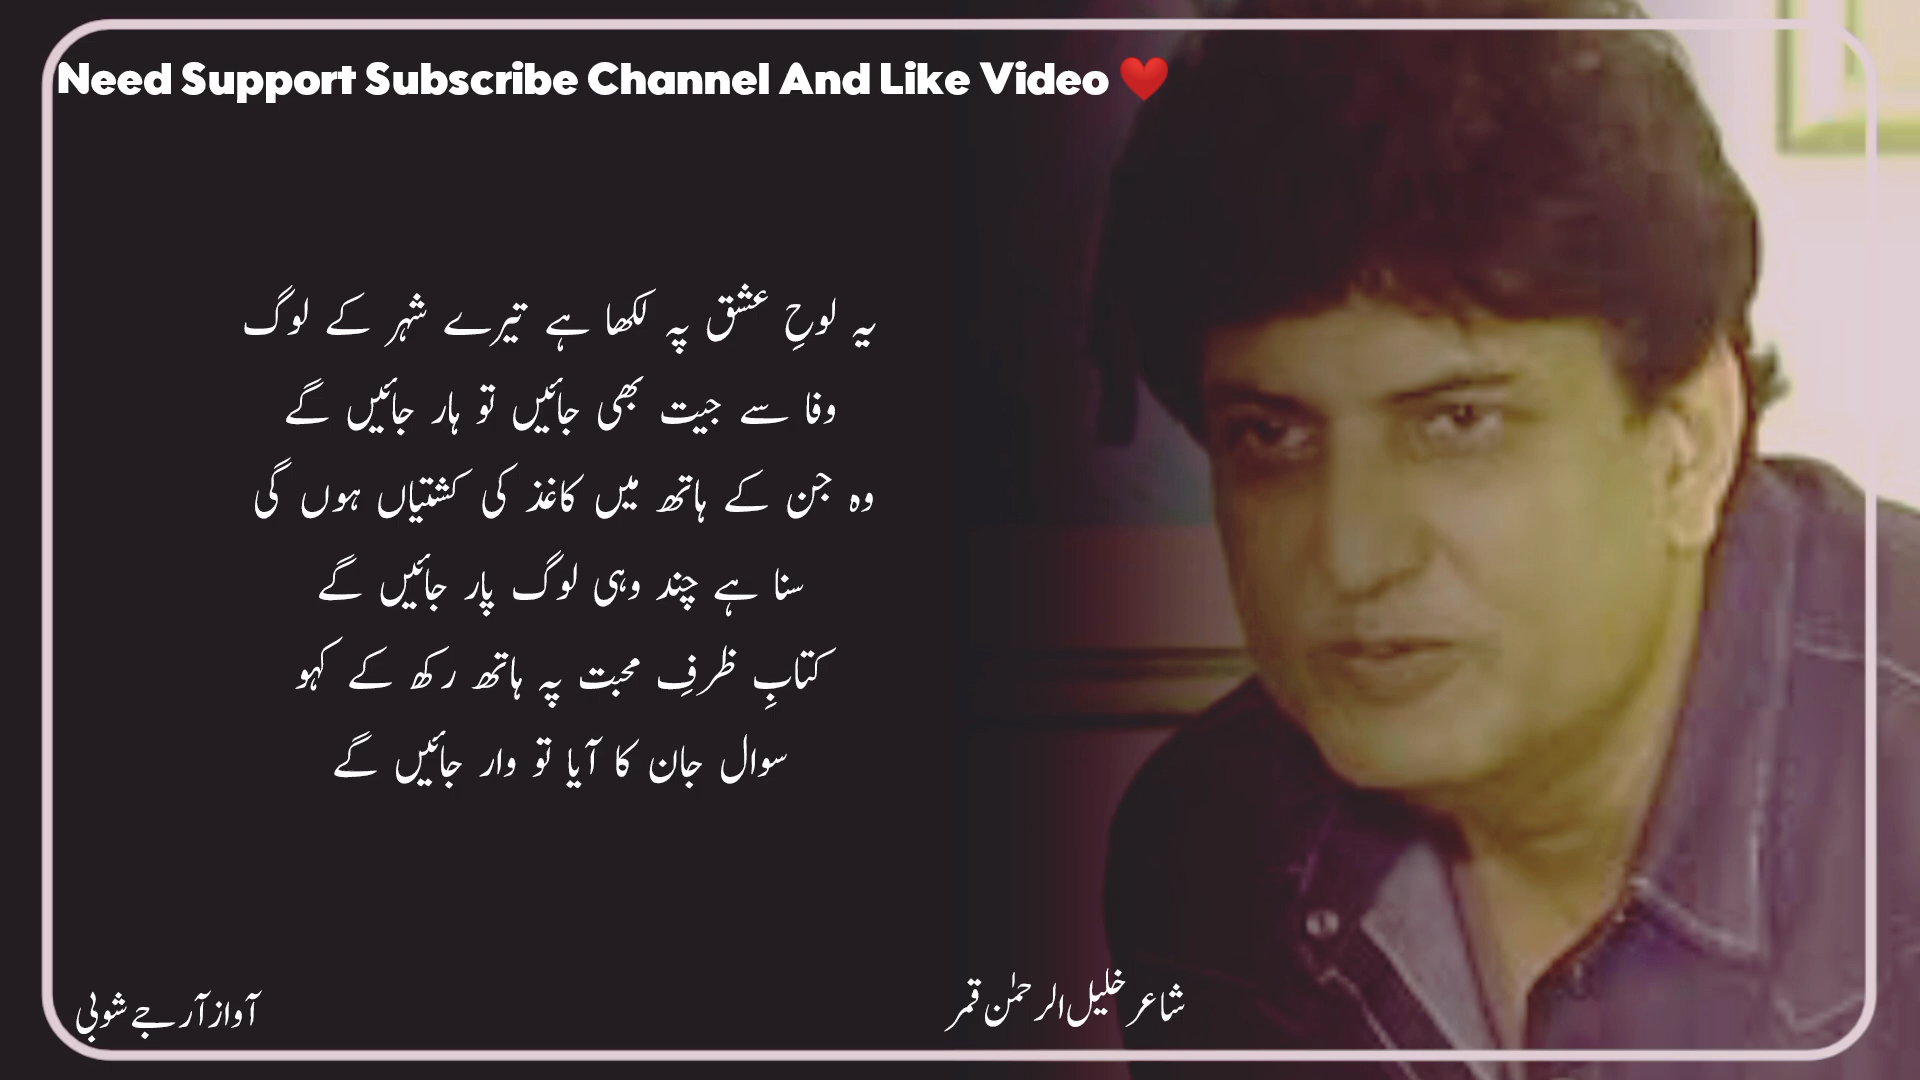 Need Support Subscribe Channel And Like Video ❤️
یہ لوحِ عشق پہ لکھا ہے تیرے شہر کے لوگ
وفا سے جیت بھی جائیں تو ہار جائیں گے
وہ جن کے ہاتھ میں کاغذ کی کشتیاں ہوں گی
سنا ہے چند وہی لوگ پار جائیں گے
کتابِ ظرفِ محبت پہ ہاتھ رکھ کے کہو
سوال جان کا آیا تو وار جائیں گے
شاعر خلیل الرحمٰن قمر
آواز آر جے شوبی